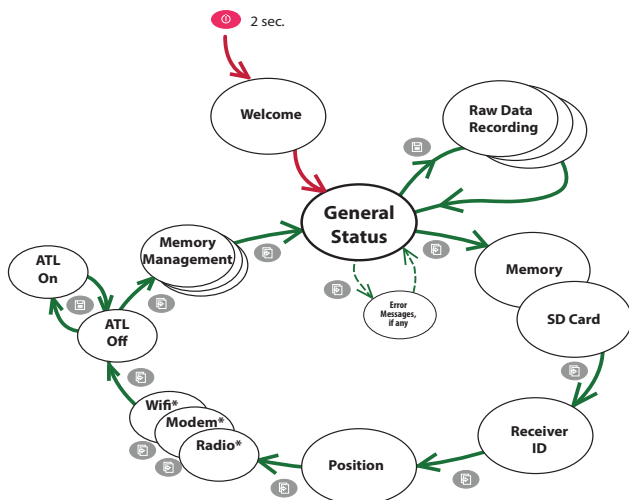 2 sec.
Welcome
Raw Data
Recording
General
Status
Memory
Management
ATL
On
Memory
Error
Messages,
if any
SD Card
ATL
Off
Wifi*
Modem*
Radio*
Position
Receiver
ID